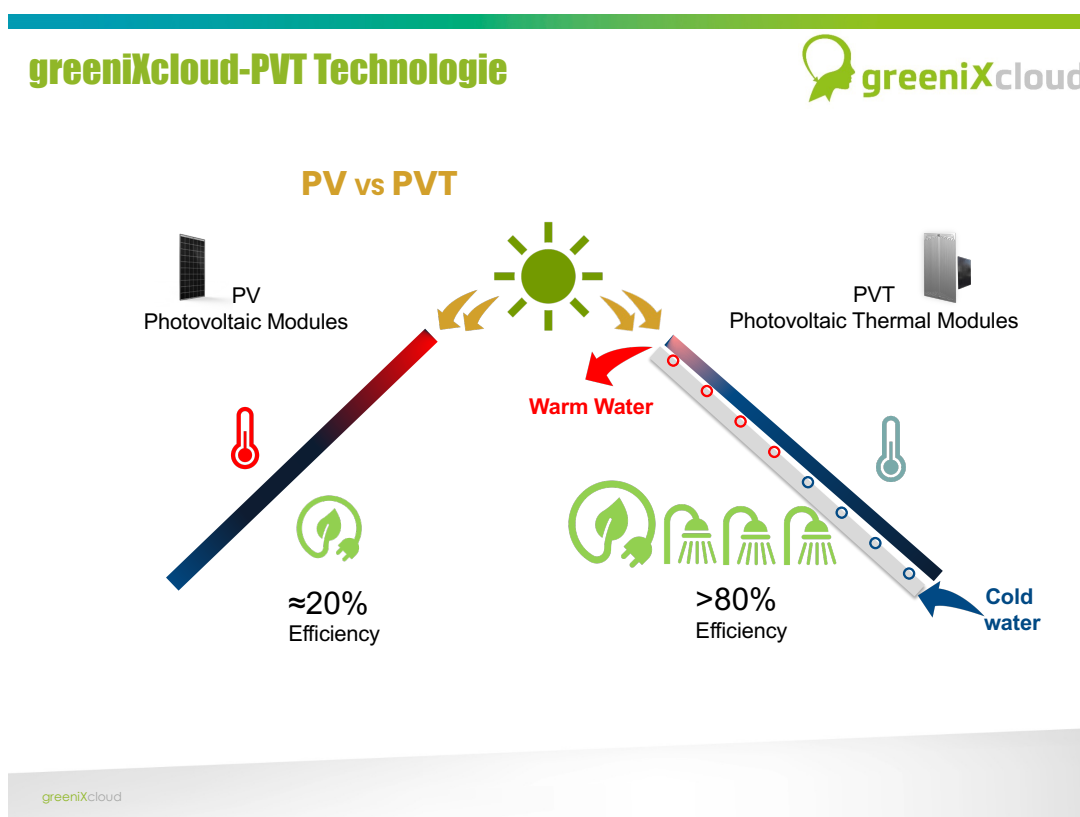 greeniXcloud-PVT Technologie
greeniXcloud
PV vs PVT
PV
Photovoltaic Modules
PVT
Photovoltaic Thermal Modules
Warm Water
≈20%
Efficiency
>80%
Efficiency
Cold
water
greeniXcloud